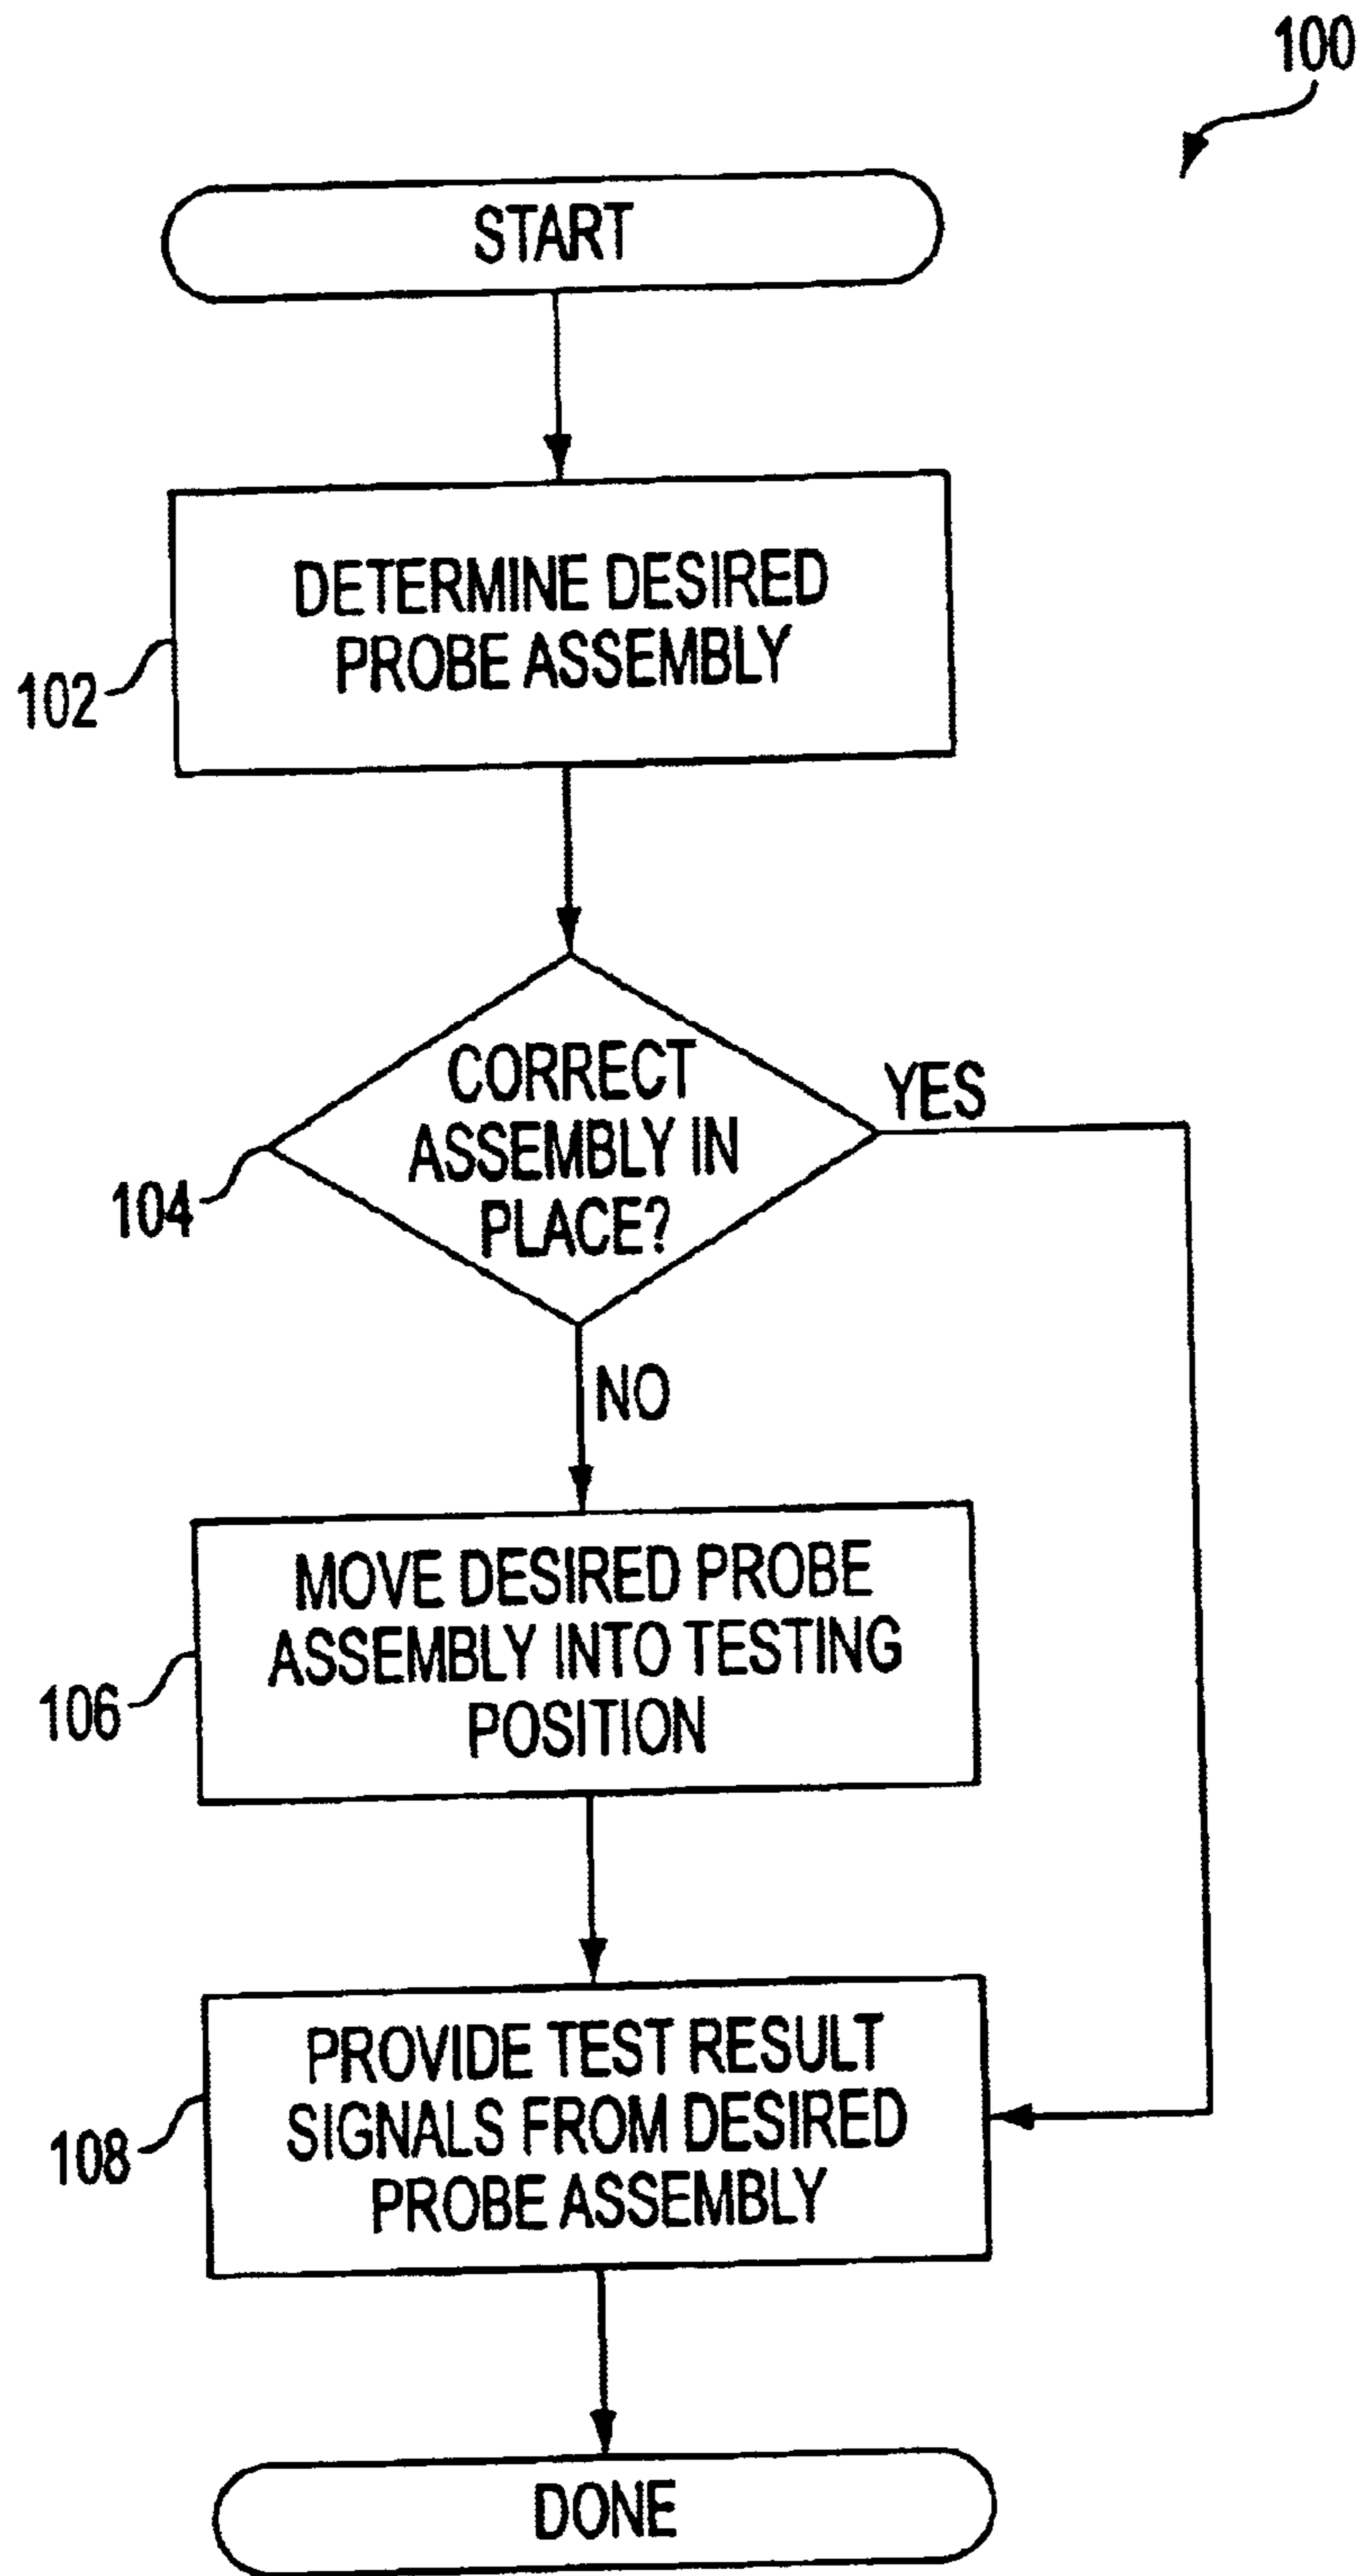 100
START
DETERMINE DESIRED
PROBE ASSEMBLY
102
CORRECT
ASSEMBLY IN
PLACE?
YES
104
NO
MOVE DESIRED PROBE
ASSEMBLY INTO TESTING
POSITION
106
PROVIDE TEST RESULT
SIGNALS FROM DESIRED
PROBE ASSEMBLY
108
DONE